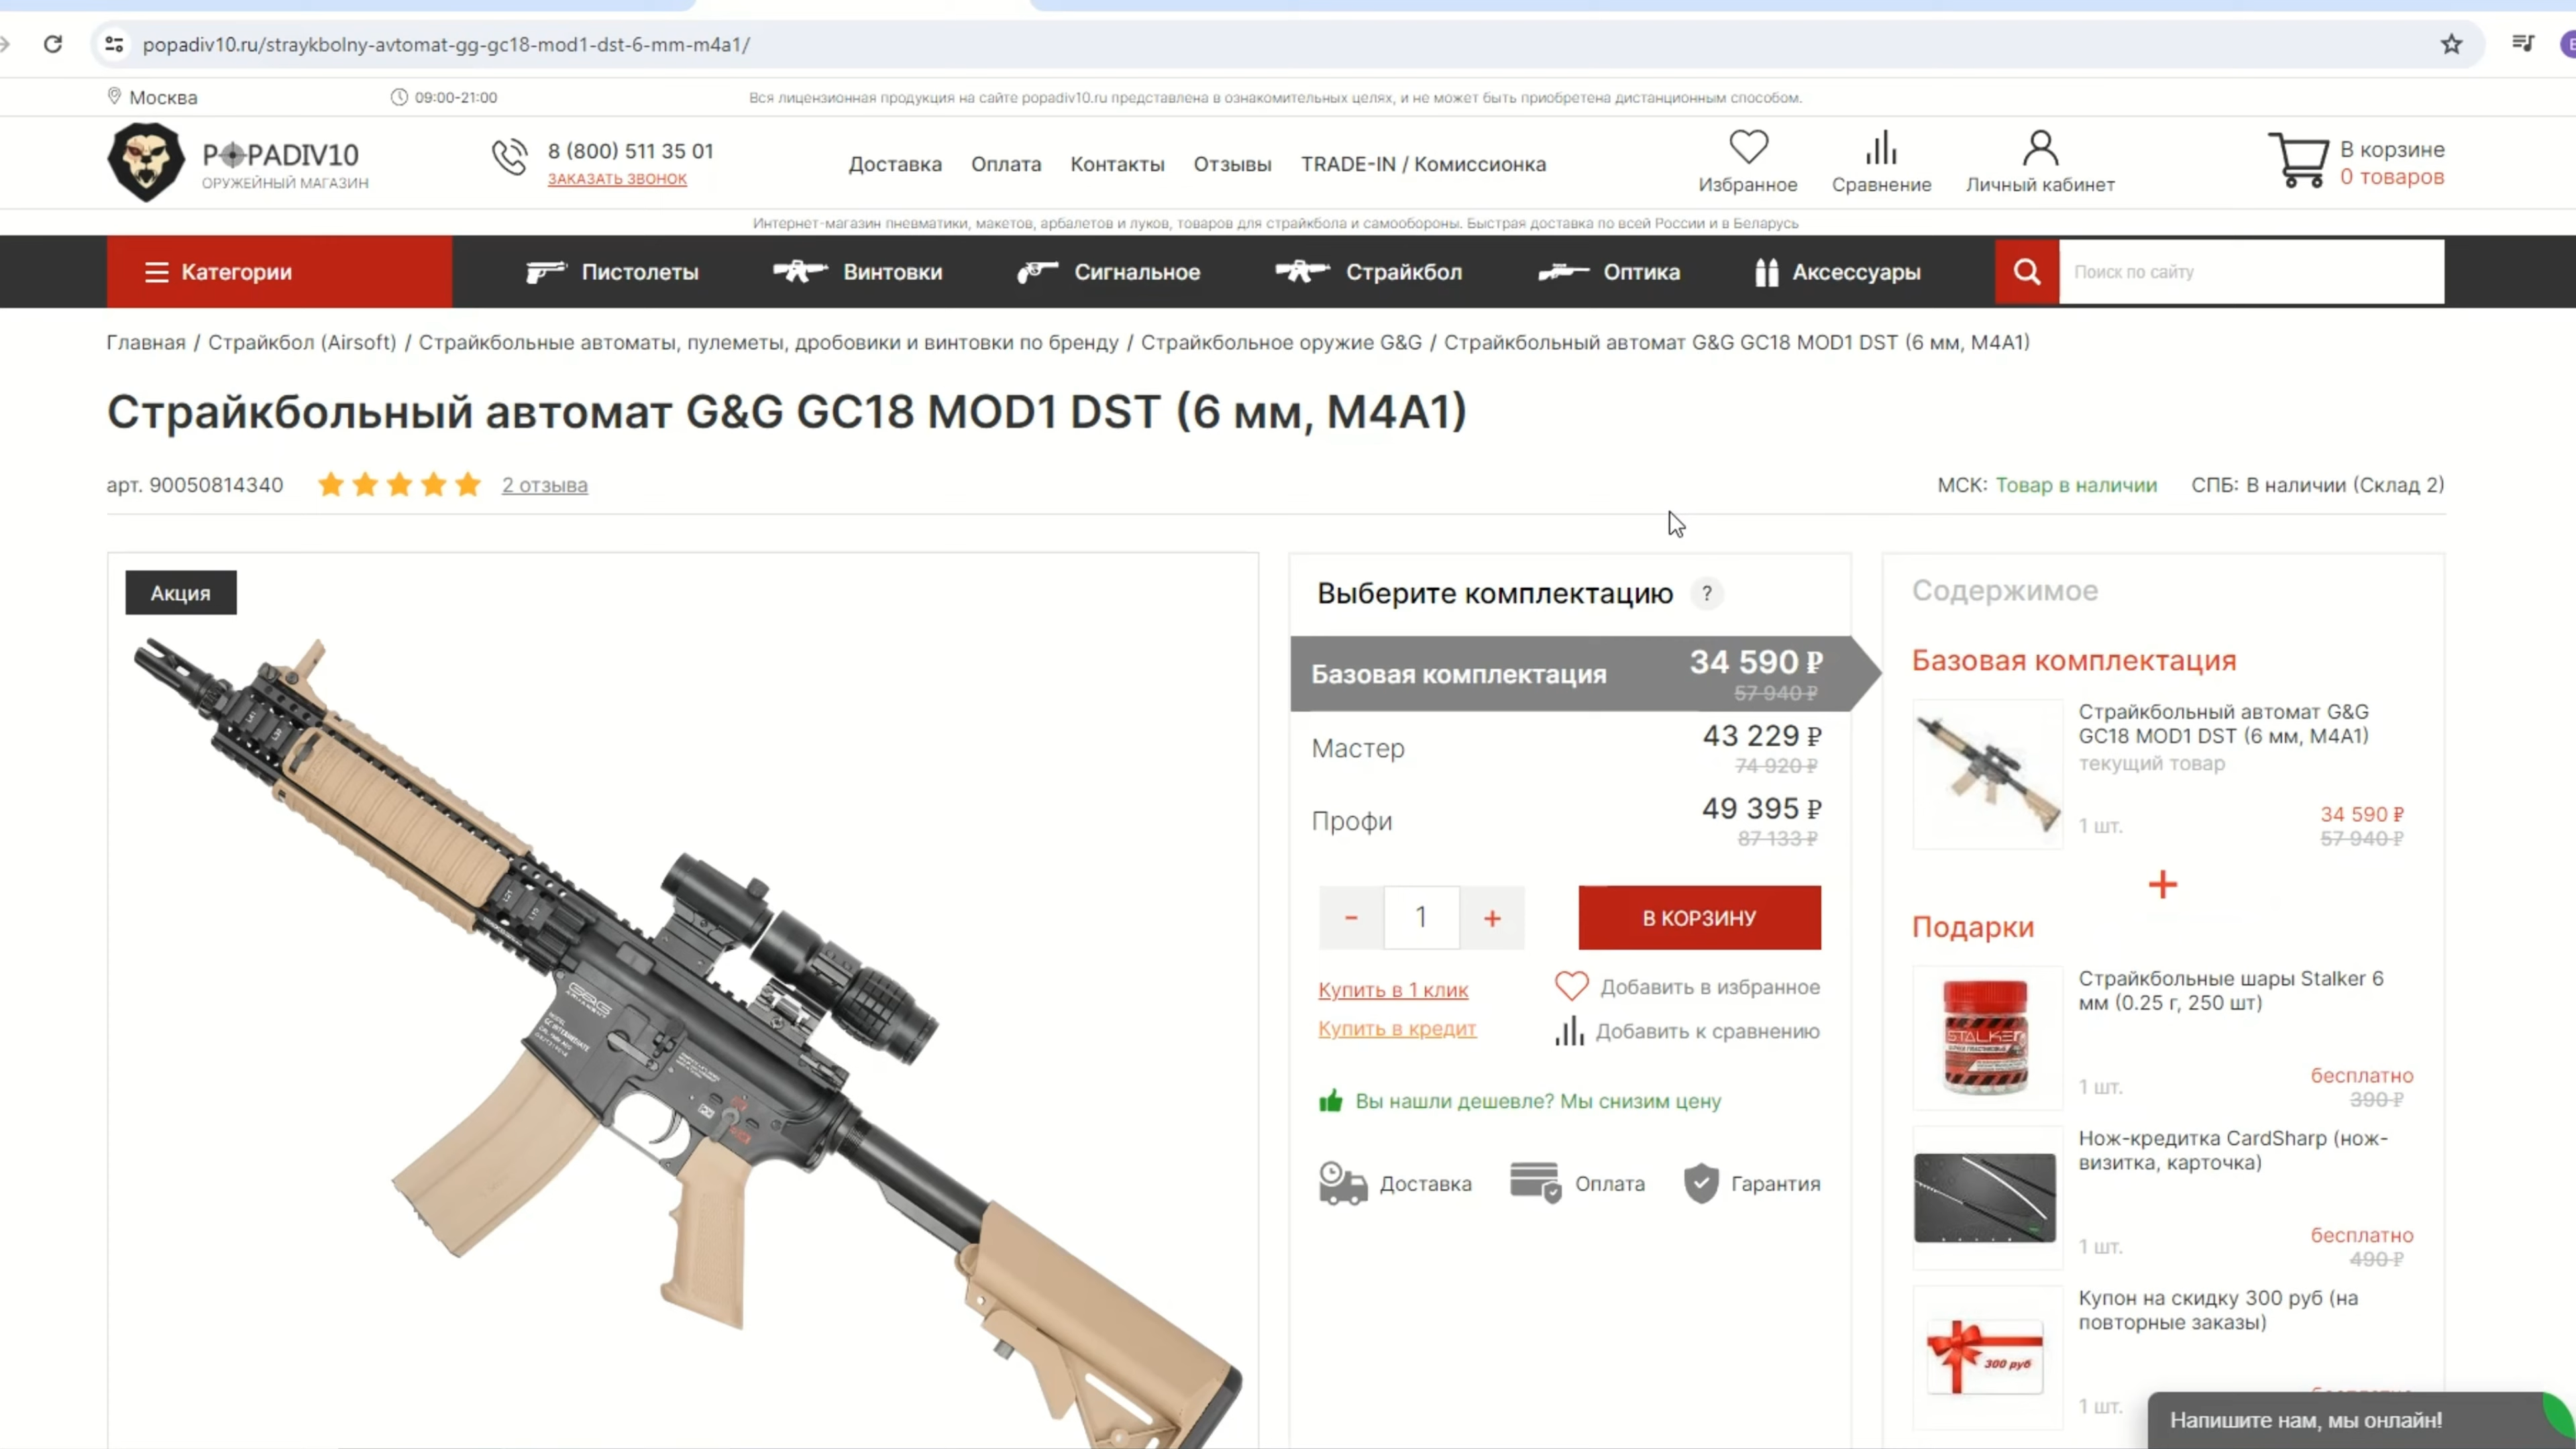 popadiv10.ru/straykbolny-avtomat-gg-gc18-mod1-dst-6-mm-m4a1/
Москва
09:00-21:00
Вся лицензионная продукция на сайте popadiv10.ru представлена в ознакомительных целях, и не может быть приобретена дистанционным способом.
POPADIV10
ОРУЖЕЙНЫЙ МАГАЗИН
8 (800) 511 35 01
ЗАКАЗАТЬ ЗВОНОК
Доставка Оплата Контакты Отзывы TRADE-IN / Комиссионка
Избранное
Сравнение
Личный кабинет
В корзине
0 товаров
Интернет-магазин пневматики, макетов, арбалетов и луков, товаров для страйкбола и самообороны. Быстрая доставка по всей России и в Беларусь
Категории
Пистолеты
Винтовки
Сигнальное
Страйкбол
Оптика
Аксессуары
Поиск по сайту
Главная / Страйкбол (Airsoft) / Страйкбольные автоматы, пулеметы, дробовики и винтовки по бренду / Страйкбольное оружие G&G / Страйкбольный автомат G&G GC18 MOD1 DST (6 мм, M4A1)
Страйкбольный автомат G&G GC18 MOD1 DST (6 мм, M4A1)
арт. 90050814340
2 отзыва
МСК: Товар в наличии
СПБ: В наличии (Склад 2)
Акция
G&G
Выберите комплектацию ?
Базовая комплектация 34 590 ₽
57 940 ₽
Мастер 43 229 ₽
74 920 ₽
Профи 49 395 ₽
87 133 ₽
- 1 +
В КОРЗИНУ
Купить в 1 клик
Добавить в избранное
Купить в кредит
Добавить к сравнению
Вы нашли дешевле? Мы снизим цену
Доставка
Оплата
Гарантия
Содержимое
Базовая комплектация
Страйкбольный автомат G&G
GC18 MOD1 DST (6 мм, M4A1)
текущий товар
1 шт.
34 590 ₽
57 940 ₽
+
Подарки
Страйкбольные шары Stalker 6
мм (0.25 г, 250 шт)
STALKER
1 шт.
бесплатно
390 ₽
Нож-кредитка CardSharp (нож-
визитка, карточка)
1 шт.
бесплатно
490 ₽
Купон на скидку 300 руб (на
повторные заказы)
300 руб
1 шт.
Напишите нам, мы онлайн!